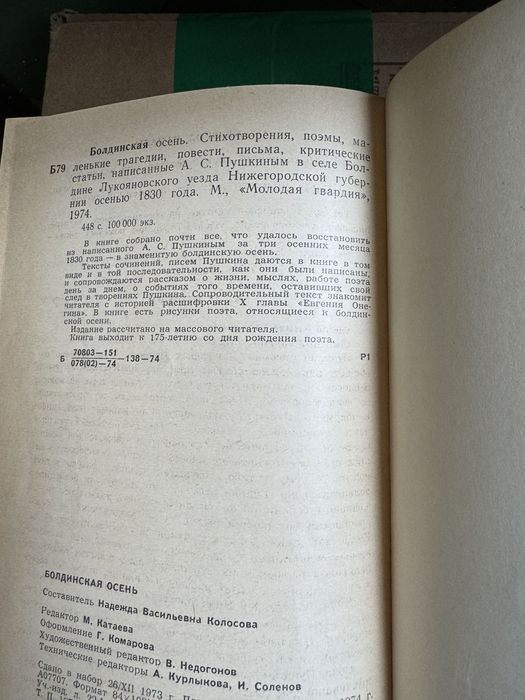 Болдинская осень. Стихотворения, поэмы, ма-
Б79 ленькие трагедии, повести, письма, критические
статьи, написанные А. С. Пушкиным в селе Бол-
дине Лукояновского уезда Нижегородской губер-
нии осенью 1830 года. М., «Молодая гвардия»,
1974.
448 с. 100 000 экз.
В книге собрано почти все, что удалось восстановить
из написанного А. С. Пушкиным за три осенних месяца
1830 года — в знаменитую болдинскую осень.
Тексты сочинений, писем Пушкина даются в книге в том
виде и в той последовательности, как они были написаны,
и сопровождаются рассказом о жизни, мыслях, работе поэта
день за днем, о событиях того времени, оставивших свой
след в творениях Пушкина. Сопроводительный текст знакомит
читателя с историей расшифровки X главы «Евгения Оне-
гина». В книге есть рисунки поэта, относящиеся к болдин-
ской осени.
Издание рассчитано на массового читателя.
Книга выходит к 175-летию со дня рождения поэта.
70803—151
Б —138—74 Р1
078(02)—74
БОЛДИНСКАЯ ОСЕНЬ
Составитель Надежда Васильевна Колосова
Редактор М. Катаева
Оформление Г. Комарова
Художественный редактор В. Недогонов
Технические редакторы А. Курлыкова, И. Соленов
Сдано в набор 26/XII 1973 г.
А07707. Формат 84×108
Уч.-изд. л.